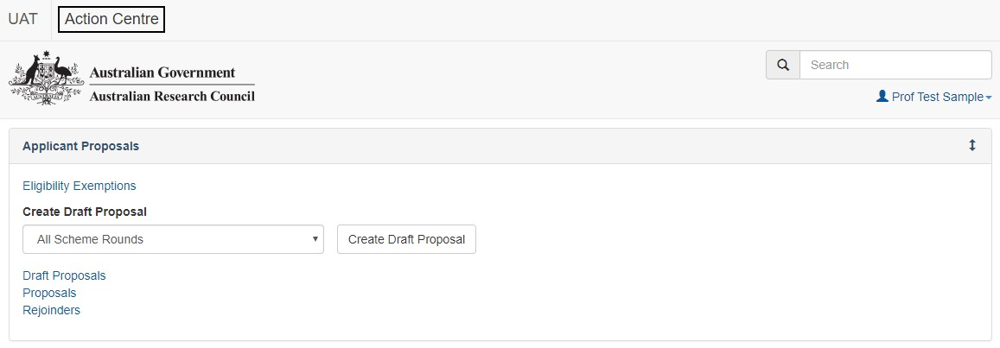 UAT Action Centre
Australian Government
Australian Research Council
Search
Prof Test Sample
Applicant Proposals
Eligibility Exemptions
Create Draft Proposal
All Scheme Rounds Create Draft Proposal
Draft Proposals
Proposals
Rejoinders